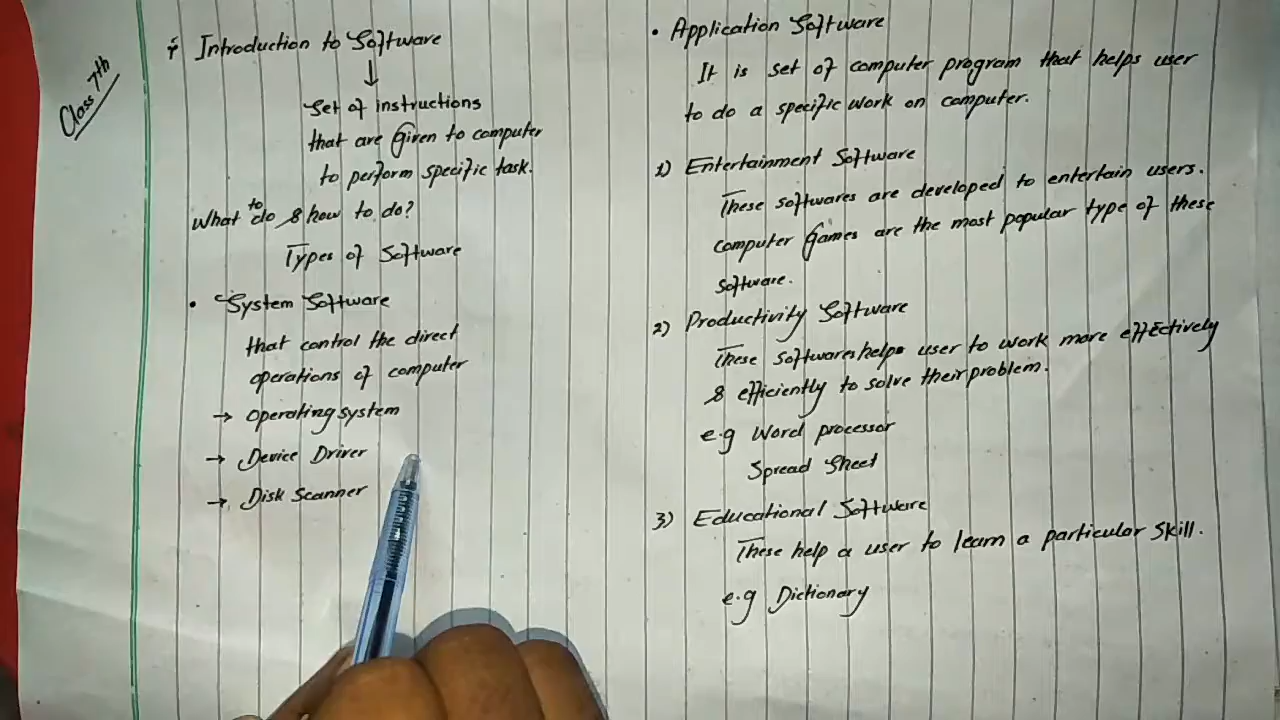 Class 7th
Introduction to Software
↓
Set of instructions
that are Given to computer
to perform specific task.
What to do & how to do?
Types of Software
• System Software
that control the direct
operations of computer
→ Operating system
→ Device Driver
→ Disk Scanner
• Application Software
It is set of computer program that helps user
to do a specific work on computer.
1) Entertainment Software
These softwares are developed to entertain users.
computer Games are the most popular type of these
Software.
2) Productivity Software
These Softwares help user to work more effectively
& efficiently to solve their problem.
e.g Word processor
Spread Sheet
3) Educational Software
These help a user to learn a particular skill.
e.g Dictionary